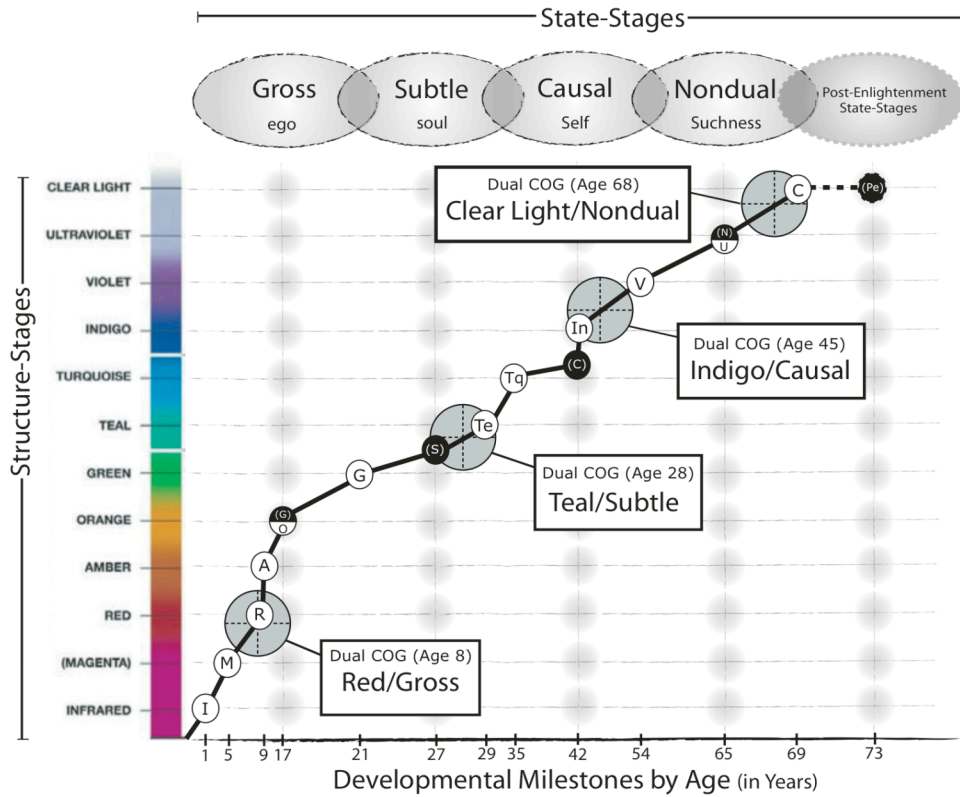 State-Stages
Gross
ego
Subtle
soul
Causal
Self
Nondual
Suchness
Post-Enlightenment
State-Stages
Structure-Stages
CLEAR LIGHT
ULTRAVIOLET
VIOLET
INDIGO
TURQUOISE
TEAL
GREEN
ORANGE
AMBER
RED
(MAGENTA)
INFRARED
Dual COG (Age 68)
Clear Light/Nondual
C
(Pe)
(N)
U
V
In
Dual COG (Age 45)
Indigo/Causal
(C)
Tq
Te
(S)
Dual COG (Age 28)
Teal/Subtle
G
(G)
O
A
R
Dual COG (Age 8)
Red/Gross
M
I
1 5 9 17 21 27 29 35 42 54 65 69 73
Developmental Milestones by Age (in Years)